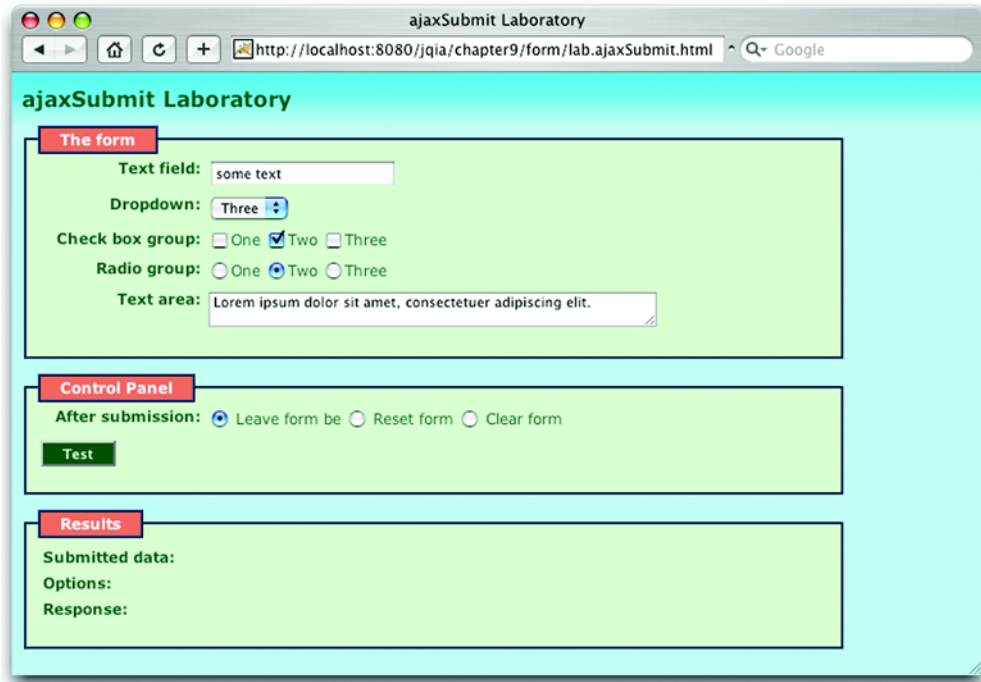 ajaxSubmit Laboratory
http://localhost:8080/jqia/chapter9/form/lab.ajaxSubmit.html
Google
ajaxSubmit Laboratory
The form
Text field: some text
Dropdown: Three
Check box group: One Two Three
Radio group: One Two Three
Text area: Lorem ipsum dolor sit amet, consectetuer adipiscing elit.
Control Panel
After submission: Leave form be Reset form Clear form
Test
Results
Submitted data:
Options:
Response: